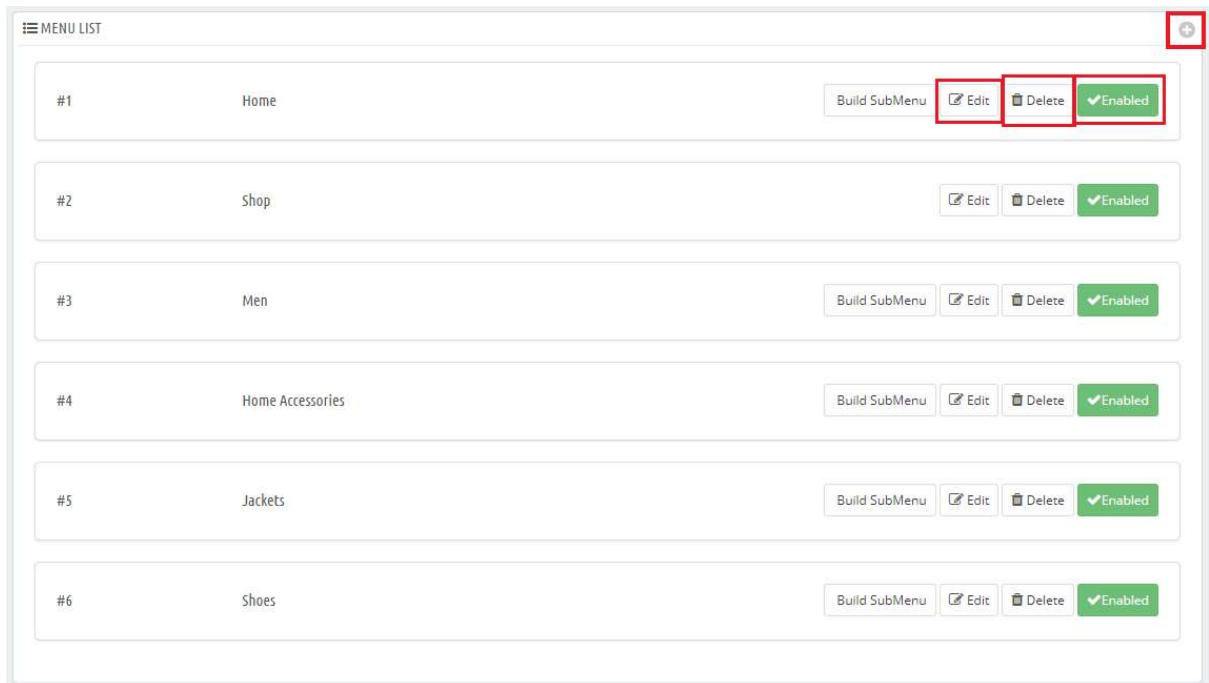 MENU LIST
#1 Home Build SubMenu Edit Delete Enabled
#2 Shop Edit Delete Enabled
#3 Men Build SubMenu Edit Delete Enabled
#4 Home Accessories Build SubMenu Edit Delete Enabled
#5 Jackets Build SubMenu Edit Delete Enabled
#6 Shoes Build SubMenu Edit Delete Enabled